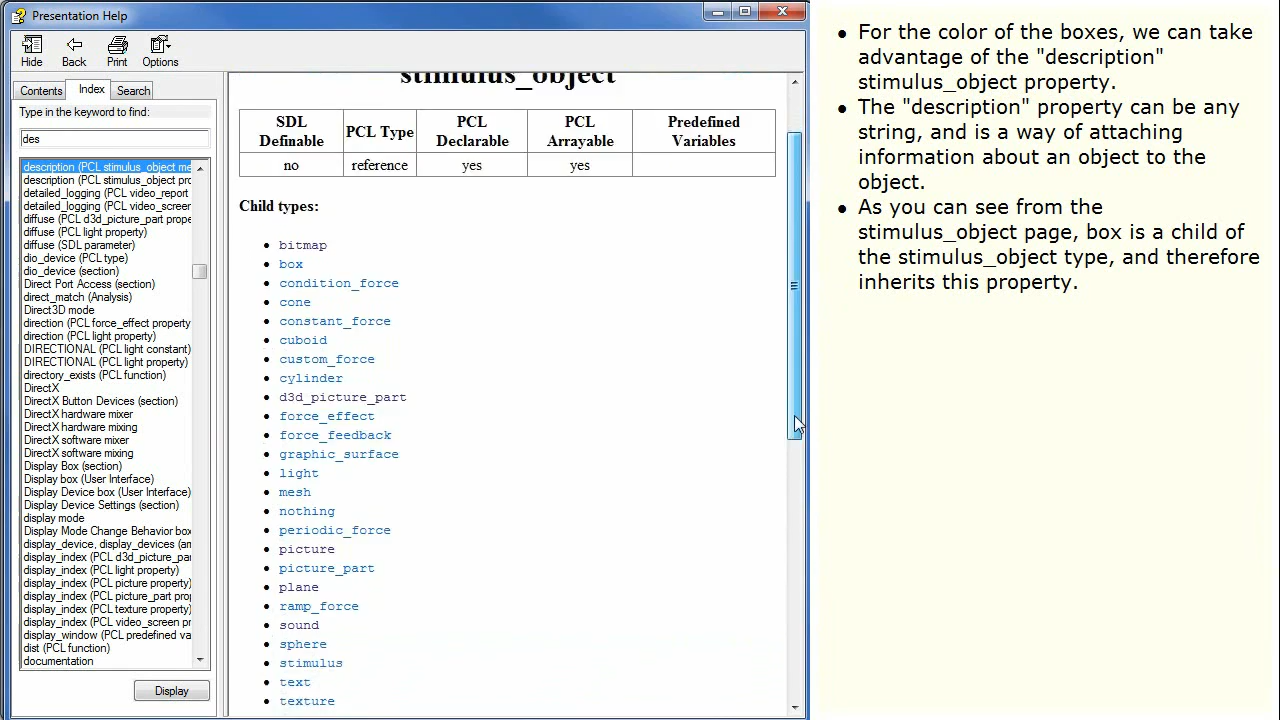 Presentation Help
Hide Back Print Options
Contents Index Search
Type in the keyword to find:
des
description (PCL stimulus_object me
description (PCL stimulus_object pro
detailed_logging (PCL video_report
detailed_logging (PCL video_screen
diffuse (PCL d3d_picture_part prope
diffuse (PCL light property)
diffuse (SDL parameter)
dio_device (PCL type)
dio_device (section)
Direct Port Access (section)
direct_match (Analysis)
Direct3D mode
direction (PCL force_effect property
direction (PCL light property)
DIRECTIONAL (PCL light constant)
DIRECTIONAL (PCL light property)
directory_exists (PCL function)
DirectX
DirectX Button Devices (section)
DirectX hardware mixer
DirectX hardware mixing
DirectX software mixer
DirectX software mixing
Display Box (section)
Display box (User Interface)
Display Device box (User Interface)
Display Device Settings (section)
display mode
Display Mode Change Behavior box
display_device, display_devices (arr
display_index (PCL d3d_picture_par
display_index (PCL light property)
display_index (PCL picture property)
display_index (PCL picture_part prop
display_index (PCL texture property)
display_index (PCL video_screen pr
display_window (PCL predefined va
dist (PCL function)
documentation
Display
stimulus_object
SDL Definable PCL Type PCL Declarable PCL Arrayable Predefined Variables
no reference yes yes
Child types:
• bitmap
• box
• condition_force
• cone
• constant_force
• cuboid
• custom_force
• cylinder
• d3d_picture_part
• force_effect
• force_feedback
• graphic_surface
• light
• mesh
• nothing
• periodic_force
• picture
• picture_part
• plane
• ramp_force
• sound
• sphere
• stimulus
• text
• texture
• For the color of the boxes, we can take
advantage of the "description"
stimulus_object property.
• The "description" property can be any
string, and is a way of attaching
information about an object to the
object.
• As you can see from the
stimulus_object page, box is a child of
the stimulus_object type, and therefore
inherits this property.